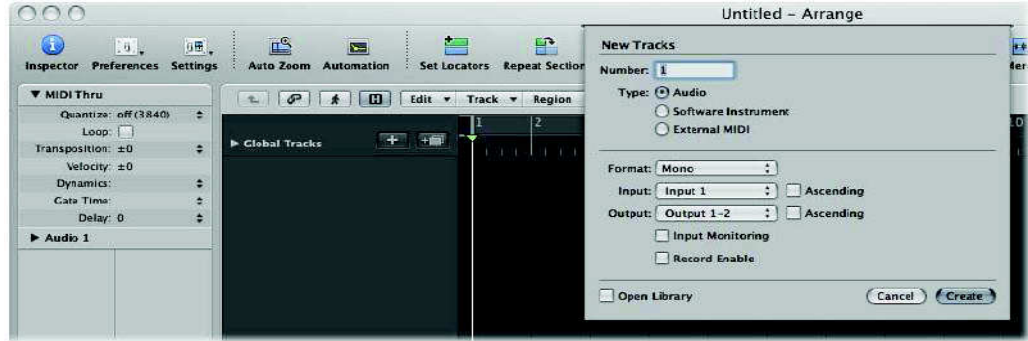 Untitled - Arrange
Inspector Preferences Settings Auto Zoom Automation Set Locators Repeat Section
New Tracks
Number: 1
Type: Audio
Software Instrument
External MIDI
Format: Mono
Input: Input 1 Ascending
Output: Output 1-2 Ascending
Input Monitoring
Record Enable
Open Library Cancel Create
MIDI Thru
Quantize: off (3840)
Loop:
Transposition: ±0
Velocity: ±0
Dynamics:
Gate Time:
Delay: 0
Audio 1
Edit Track Region
Global Tracks
1 2